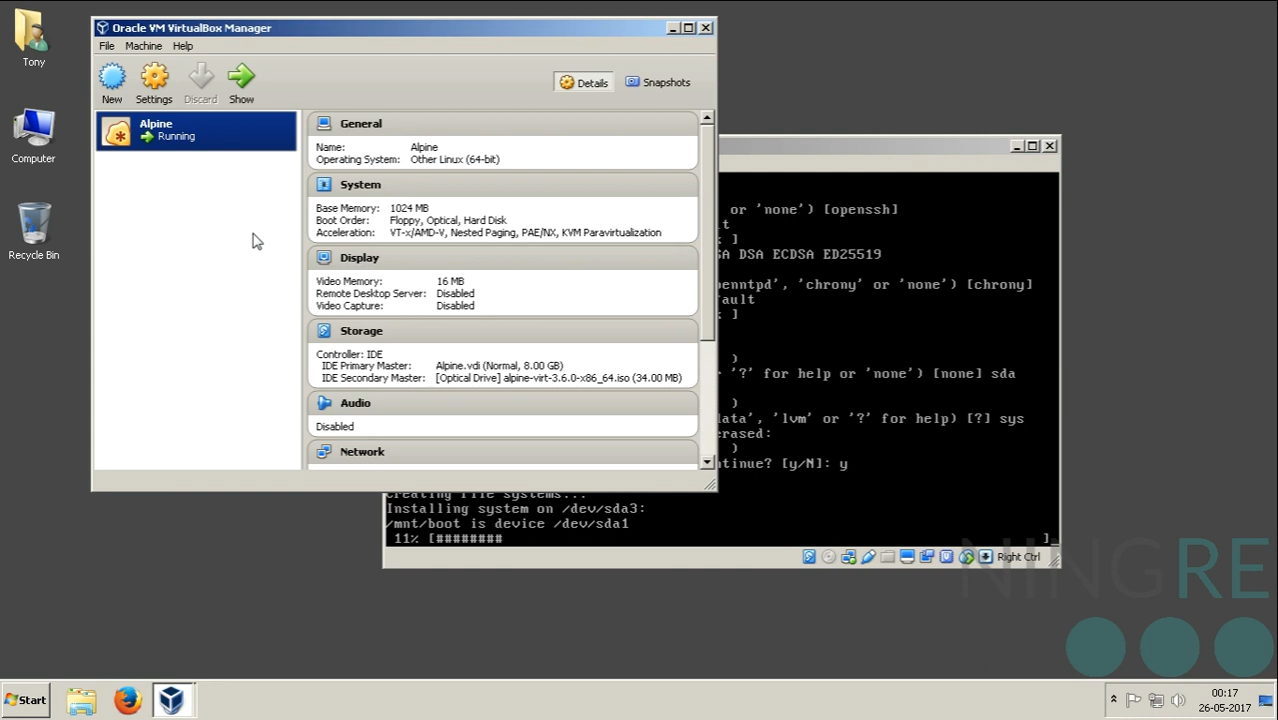 Tony
Computer
Recycle Bin
Oracle VM VirtualBox Manager
File Machine Help
New Settings Discard Show
Details Snapshots
Alpine
Running
General
Name: Alpine
Operating System: Other Linux (64-bit)
System
Base Memory: 1024 MB
Boot Order: Floppy, Optical, Hard Disk
Acceleration: VT-x/AMD-V, Nested Paging, PAE/NX, KVM Paravirtualization
Display
Video Memory: 16 MB
Remote Desktop Server: Disabled
Video Capture: Disabled
Storage
Controller: IDE
IDE Primary Master: Alpine.vdi (Normal, 8.00 GB)
IDE Secondary Master: [Optical Drive] alpine-virt-3.6.0-x86_64.iso (34.00 MB)
Audio
Disabled
Network
or 'none') [openssh]
]
DSA ECDSA ED25519
'chrony' or 'none') [chrony]
]
)
'?' for help or 'none') [none] sda
)
'lvm' or '?' for help) [?] sys
)
[y/N]: y
Creating file systems...
Installing system on /dev/sda3:
/mnt/boot is device /dev/sda1
11% [######## ]_
Right Ctrl
NINGRE
Start
00:17
26-05-2017